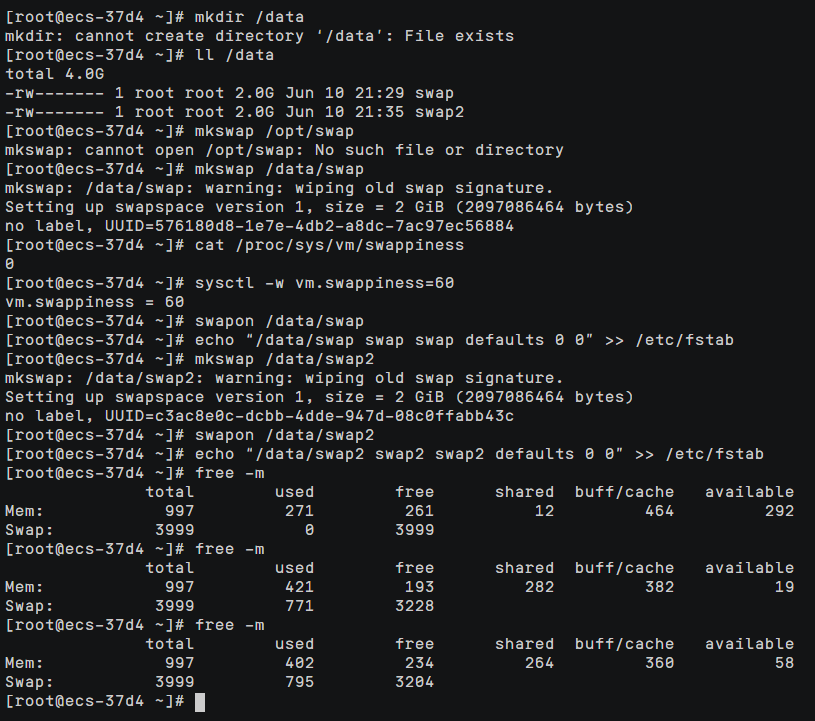 [root@ecs-37d4 ~]# mkdir /data
mkdir: cannot create directory ‘/data’: File exists
[root@ecs-37d4 ~]# ll /data
total 4.0G
-rw------- 1 root root 2.0G Jun 10 21:29 swap
-rw------- 1 root root 2.0G Jun 10 21:35 swap2
[root@ecs-37d4 ~]# mkswap /opt/swap
mkswap: cannot open /opt/swap: No such file or directory
[root@ecs-37d4 ~]# mkswap /data/swap
mkswap: /data/swap: warning: wiping old swap signature.
Setting up swapspace version 1, size = 2 GiB (2097086464 bytes)
no label, UUID=576180d8-1e7e-4db2-a8dc-7ac97ec56884
[root@ecs-37d4 ~]# cat /proc/sys/vm/swappiness
0
[root@ecs-37d4 ~]# sysctl -w vm.swappiness=60
vm.swappiness = 60
[root@ecs-37d4 ~]# swapon /data/swap
[root@ecs-37d4 ~]# echo “/data/swap swap swap defaults 0 0” >> /etc/fstab
[root@ecs-37d4 ~]# mkswap /data/swap2
mkswap: /data/swap2: warning: wiping old swap signature.
Setting up swapspace version 1, size = 2 GiB (2097086464 bytes)
no label, UUID=c3ac8e0c-dcbb-4dde-947d-08c0ffabb43c
[root@ecs-37d4 ~]# swapon /data/swap2
[root@ecs-37d4 ~]# echo “/data/swap2 swap2 swap2 defaults 0 0” >> /etc/fstab
[root@ecs-37d4 ~]# free -m
              total        used        free      shared  buff/cache   available
Mem:            997         271         261          12         464         292
Swap:          3999           0        3999
[root@ecs-37d4 ~]# free -m
              total        used        free      shared  buff/cache   available
Mem:            997         421         193         282         382          19
Swap:          3999         771        3228
[root@ecs-37d4 ~]# free -m
              total        used        free      shared  buff/cache   available
Mem:            997         402         234         264         360          58
Swap:          3999         795        3204
[root@ecs-37d4 ~]#